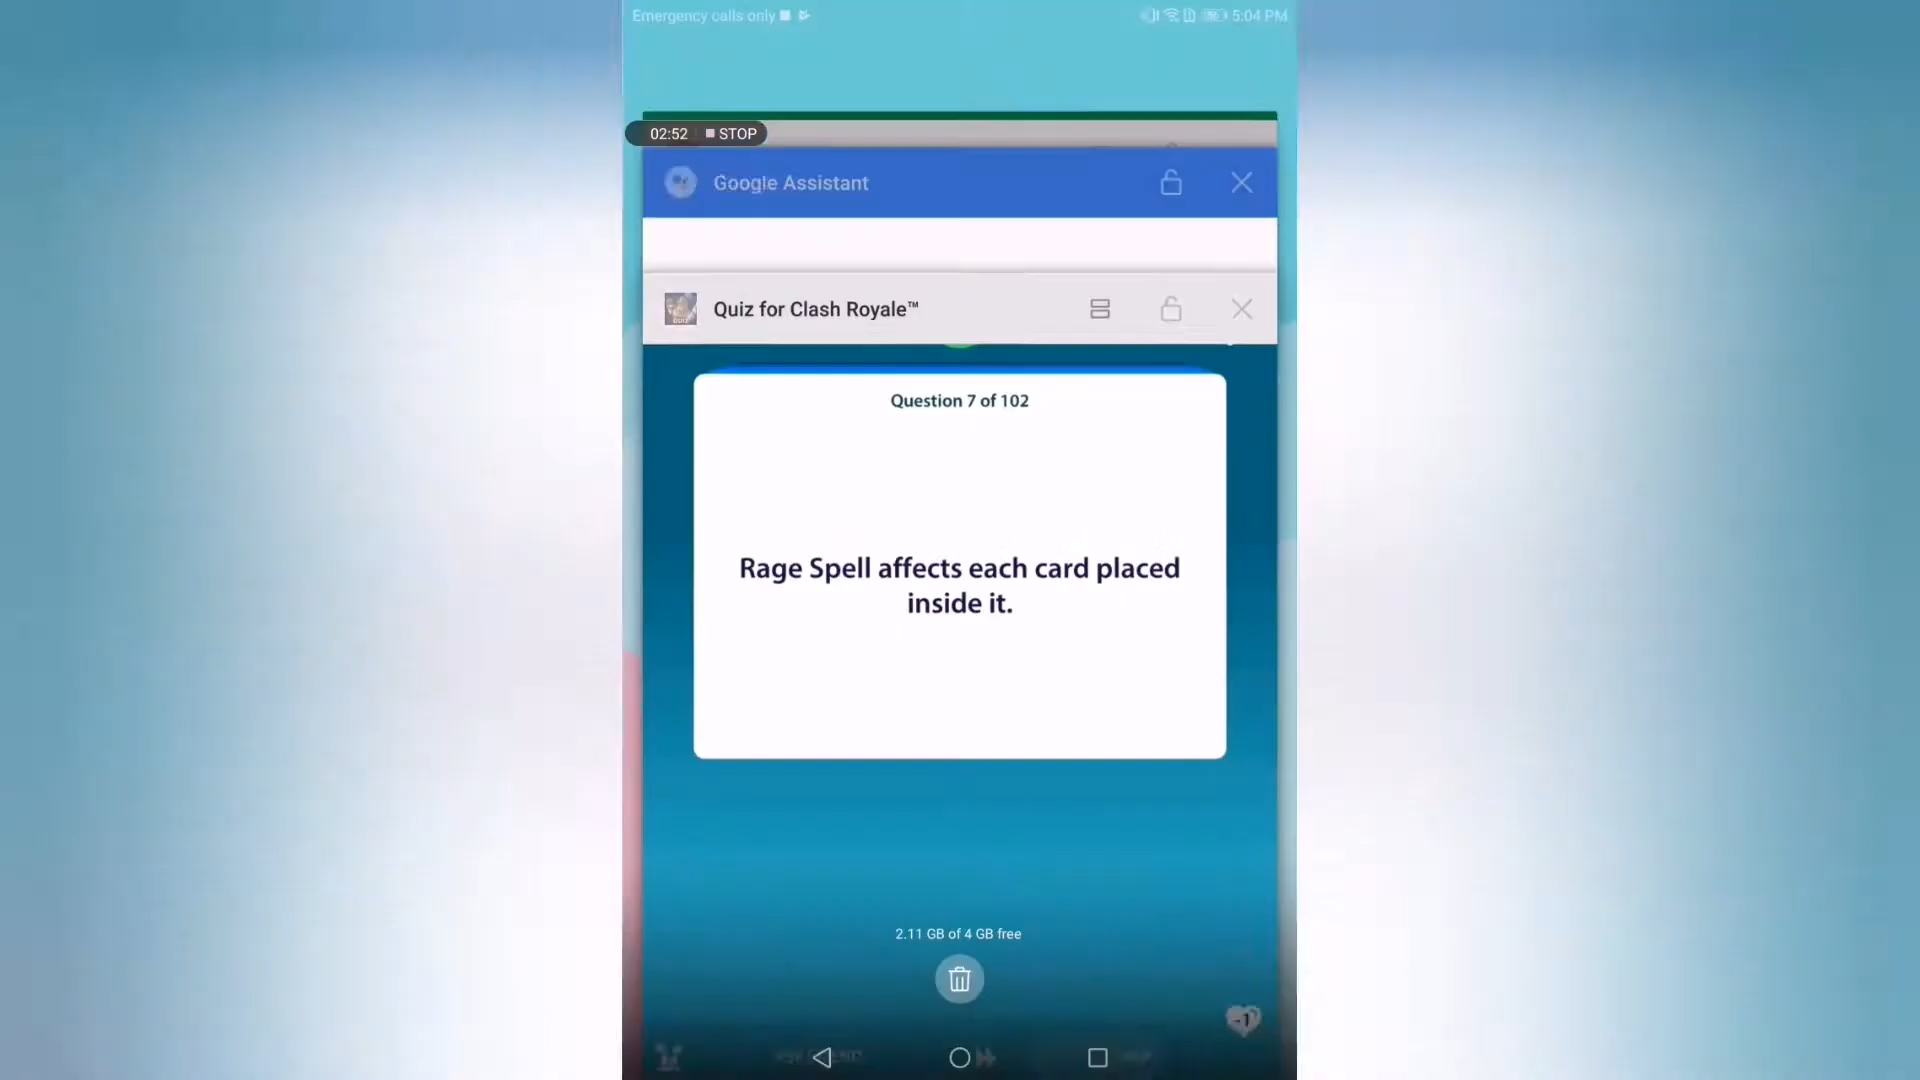 Emergency calls only
5:04 PM
02:52 STOP
Google Assistant
Quiz for Clash Royale™
Question 7 of 102
Rage Spell affects each card placed
inside it.
2.11 GB of 4 GB free
-1